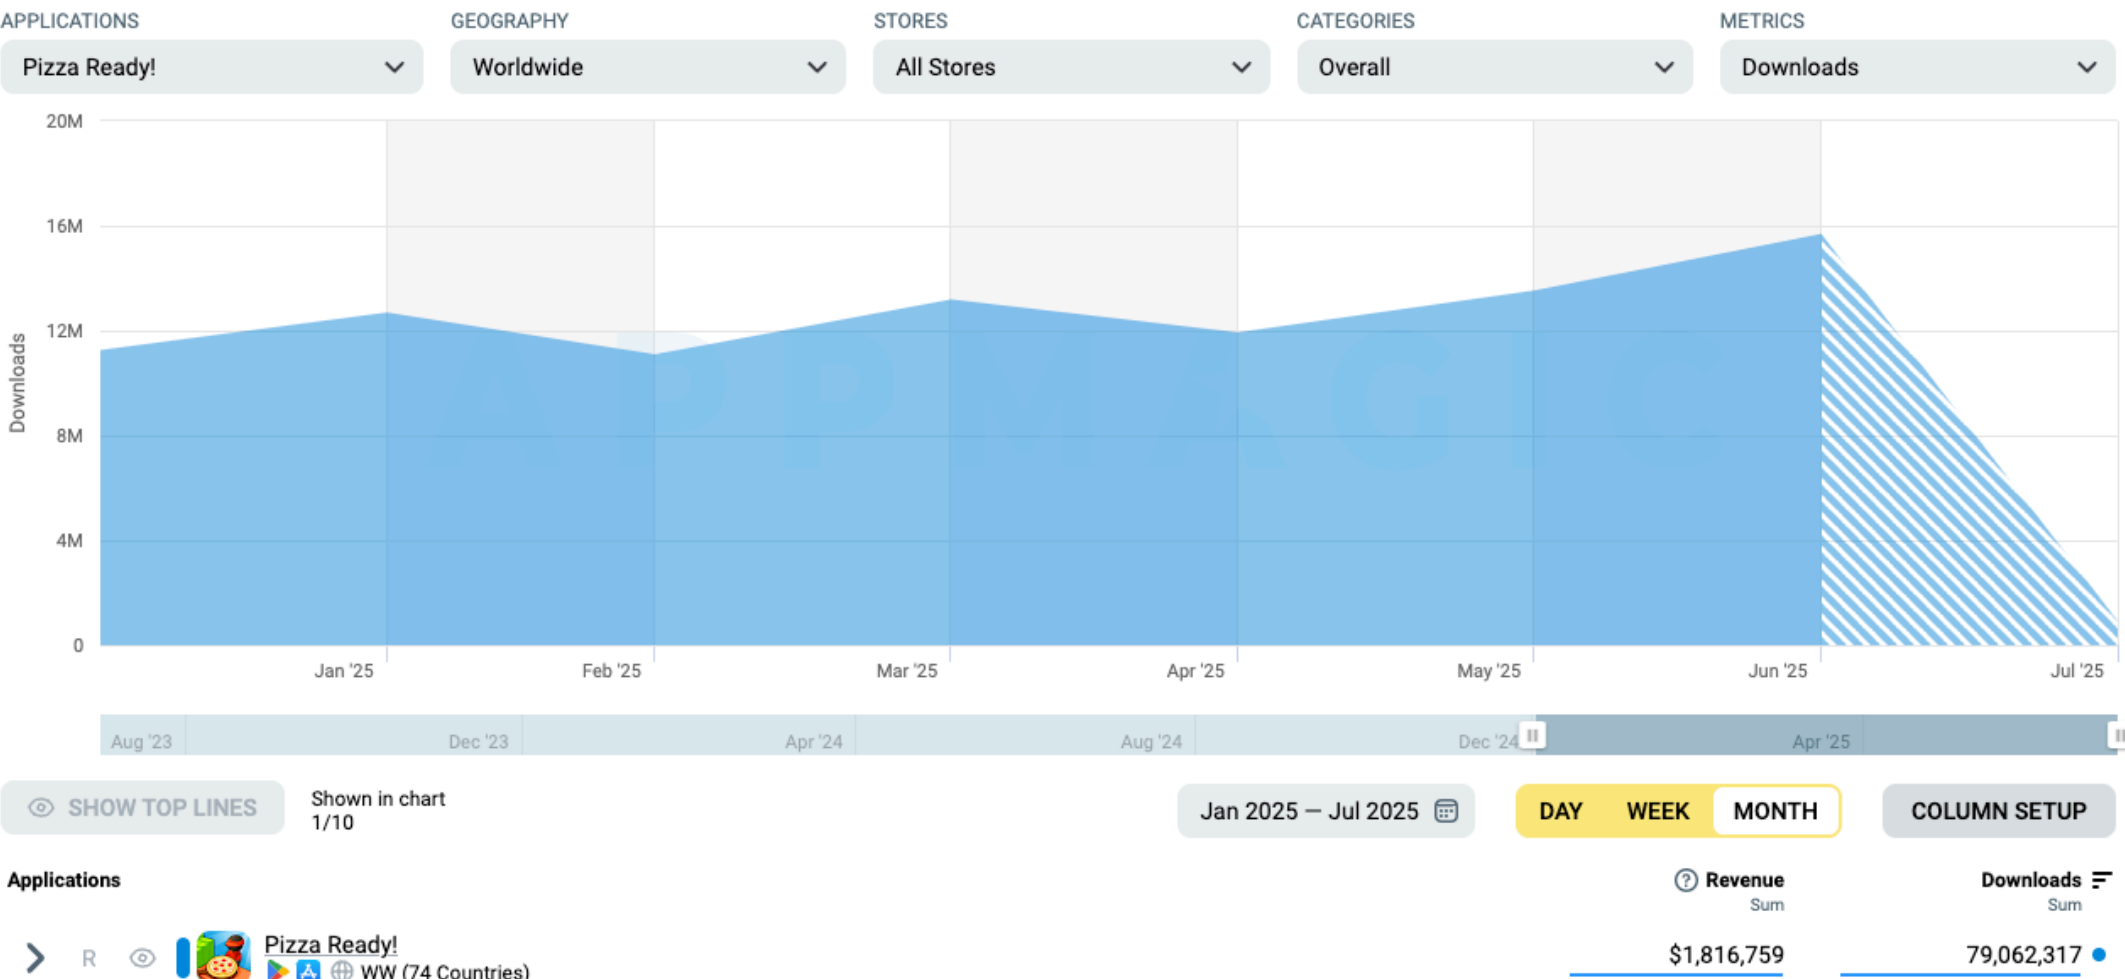 APPLICATIONS GEOGRAPHY STORES CATEGORIES METRICS
Pizza Ready! Worldwide All Stores Overall Downloads
20M
16M
12M
8M
4M
0
Downloads
APPMAGIC
Jan '25 Feb '25 Mar '25 Apr '25 May '25 Jun '25 Jul '25
Aug '23 Dec '23 Apr '24 Aug '24 Dec '24 Apr '25
SHOW TOP LINES
Shown in chart
1/10
Jan 2025 – Jul 2025 DAY WEEK MONTH COLUMN SETUP
Applications ? Revenue Downloads
Sum Sum
R Pizza Ready! $1,816,759 79,062,317
WW (74 Countries)